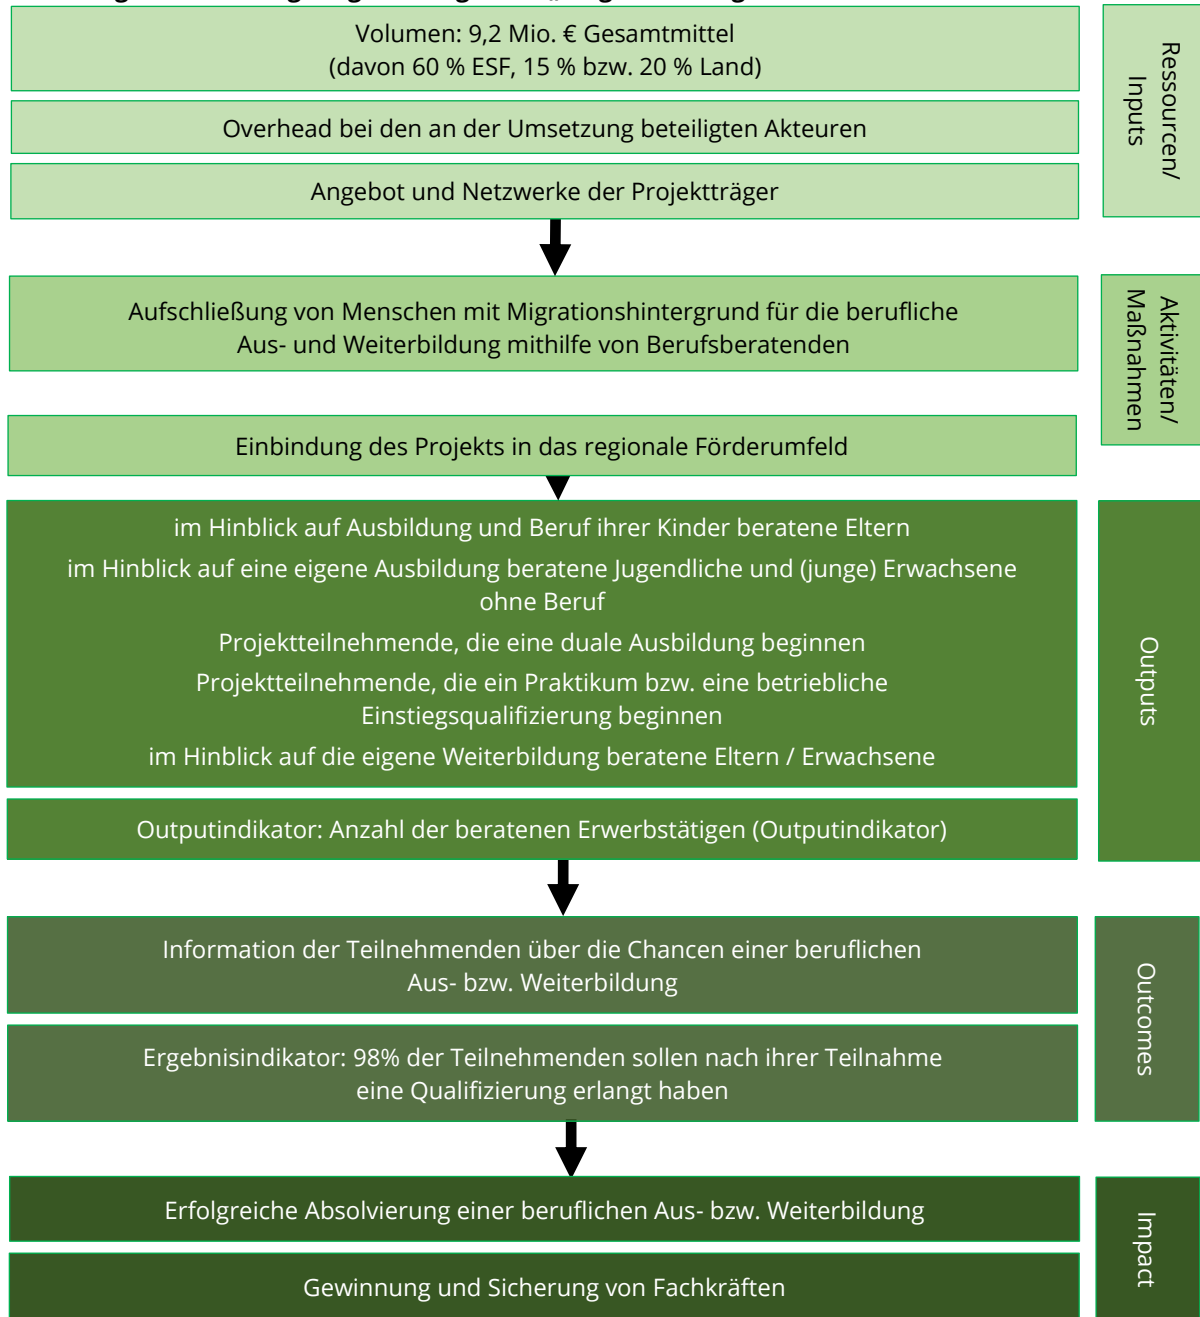 Volumen: 9,2 Mio. € Gesamtmittel
(davon 60 % ESF, 15 % bzw. 20 % Land)
Overhead bei den an der Umsetzung beteiligten Akteuren
Angebot und Netzwerke der Projektträger
Ressourcen/
Inputs
Aufschließung von Menschen mit Migrationshintergrund für die berufliche
Aus- und Weiterbildung mithilfe von Berufsberatenden
Einbindung des Projekts in das regionale Förderumfeld
Aktivitäten/
Maßnahmen
im Hinblick auf Ausbildung und Beruf ihrer Kinder beratene Eltern
im Hinblick auf eine eigene Ausbildung beratene Jugendliche und (junge) Erwachsene
ohne Beruf
Projektteilnehmende, die eine duale Ausbildung beginnen
Projektteilnehmende, die ein Praktikum bzw. eine betriebliche
Einstiegsqualifizierung beginnen
im Hinblick auf die eigene Weiterbildung beratene Eltern / Erwachsene
Outputindikator: Anzahl der beratenen Erwerbstätigen (Outputindikator)
Outputs
Information der Teilnehmenden über die Chancen einer beruflichen
Aus- bzw. Weiterbildung
Ergebnisindikator: 98% der Teilnehmenden sollen nach ihrer Teilnahme
eine Qualifizierung erlangt haben
Outcomes
Erfolgreiche Absolvierung einer beruflichen Aus- bzw. Weiterbildung
Gewinnung und Sicherung von Fachkräften
Impact